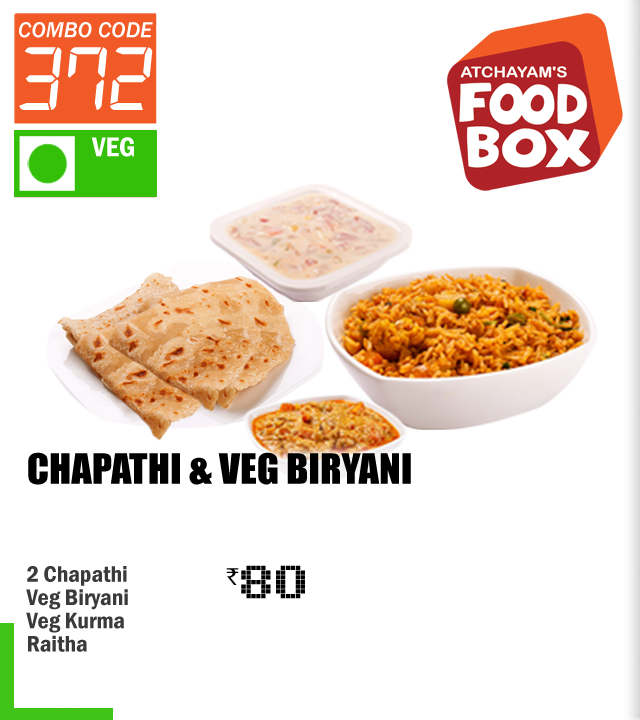 COMBO CODE
372
VEG
ATCHAYAM'S
FOOD
BOX
CHAPATHI & VEG BIRYANI
2 Chapathi
Veg Biryani
Veg Kurma
Raitha
₹80